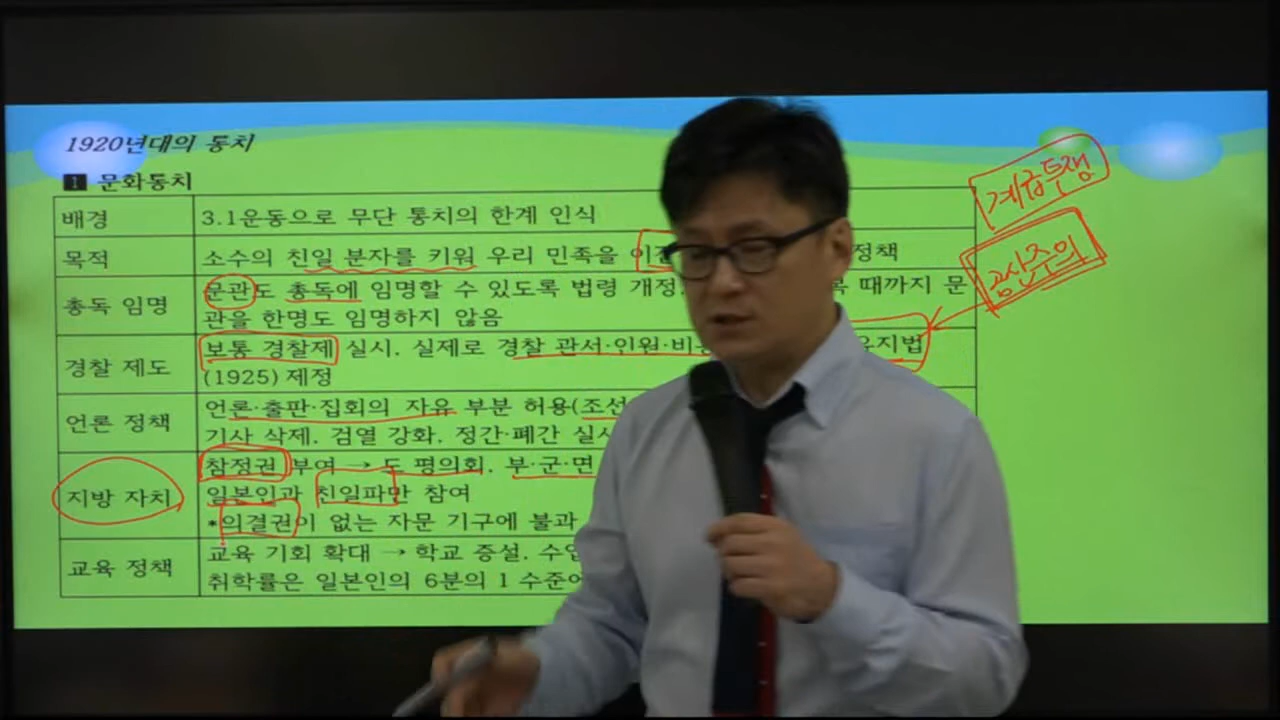 1920년대의 통치
1 문화통치
배경 3.1운동으로 무단 통치의 한계 인식
목적 소수의 친일 분자를 키워 우리 민족을 정책
총독 임명 문관도 총독에 임명할 수 있도록 법령 개정. 때까지 문
관을 한명도 임명하지 않음
경찰 제도 보통 경찰제 실시. 실제로 경찰 관서·인원·비 유지법
(1925) 제정
언론 정책 언론·출판·집회의 자유 부분 허용(조선
기사 삭제. 검열 강화. 정간·폐간 실시
지방 자치 참정권 부여 → 도 평의회. 부·군·면
일본인과 친일파만 참여
*의결권이 없는 자문 기구에 불과
교육 정책 교육 기회 확대 → 학교 증설. 수업
취학률은 일본인의 6분의 1 수준에
계급투쟁
공산주의